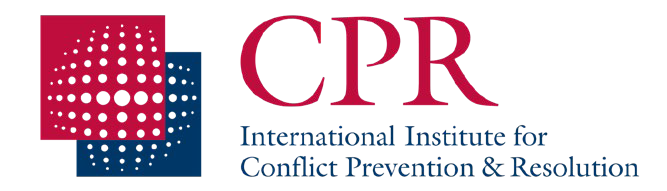 CPR
International Institute for
Conflict Prevention & Resolution